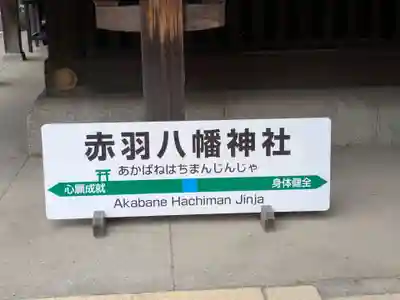 赤羽八幡神社
あかばねはちまんじんじゃ
心願成就 身体健全
Akabane Hachiman Jinja